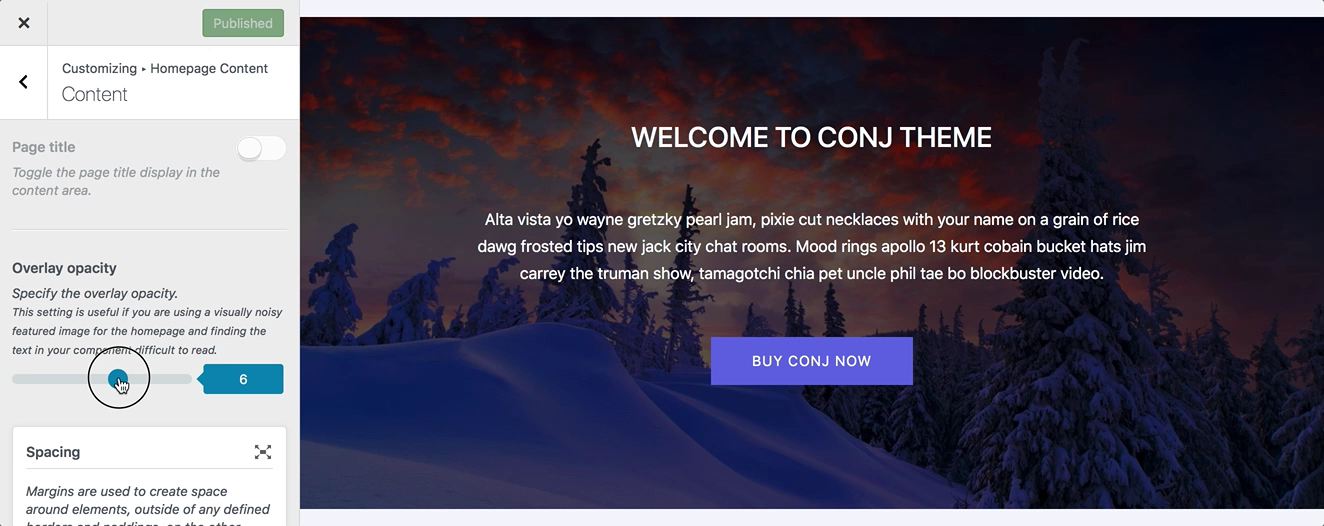 Published
Customizing ▸ Homepage Content
Content
Page title
Toggle the page title display in the
content area.
Overlay opacity
Specify the overlay opacity.
This setting is useful if you are using a visually noisy
featured image for the homepage and finding the
text in your component difficult to read.
6
Spacing
Margins are used to create space
around elements, outside of any defined
borders and paddings, on the other
WELCOME TO CONJ THEME
Alta vista yo wayne gretzky pearl jam, pixie cut necklaces with your name on a grain of rice
dawg frosted tips new jack city chat rooms. Mood rings apollo 13 kurt cobain bucket hats jim
carrey the truman show, tamagotchi chia pet uncle phil tae bo blockbuster video.
BUY CONJ NOW